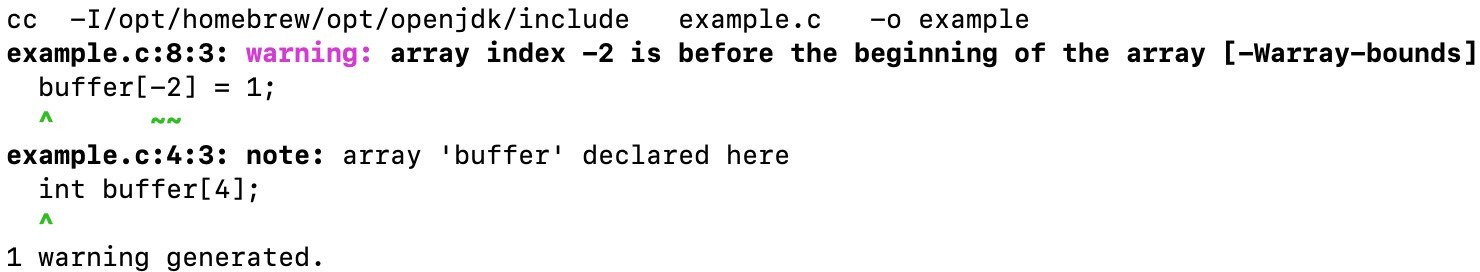 cc  -I/opt/homebrew/opt/openjdk/include   example.c   -o example
example.c:8:3: warning: array index -2 is before the beginning of the array [-Warray-bounds]
  buffer[-2] = 1;
  ^      ~~
example.c:4:3: note: array 'buffer' declared here
  int buffer[4];
  ^
1 warning generated.